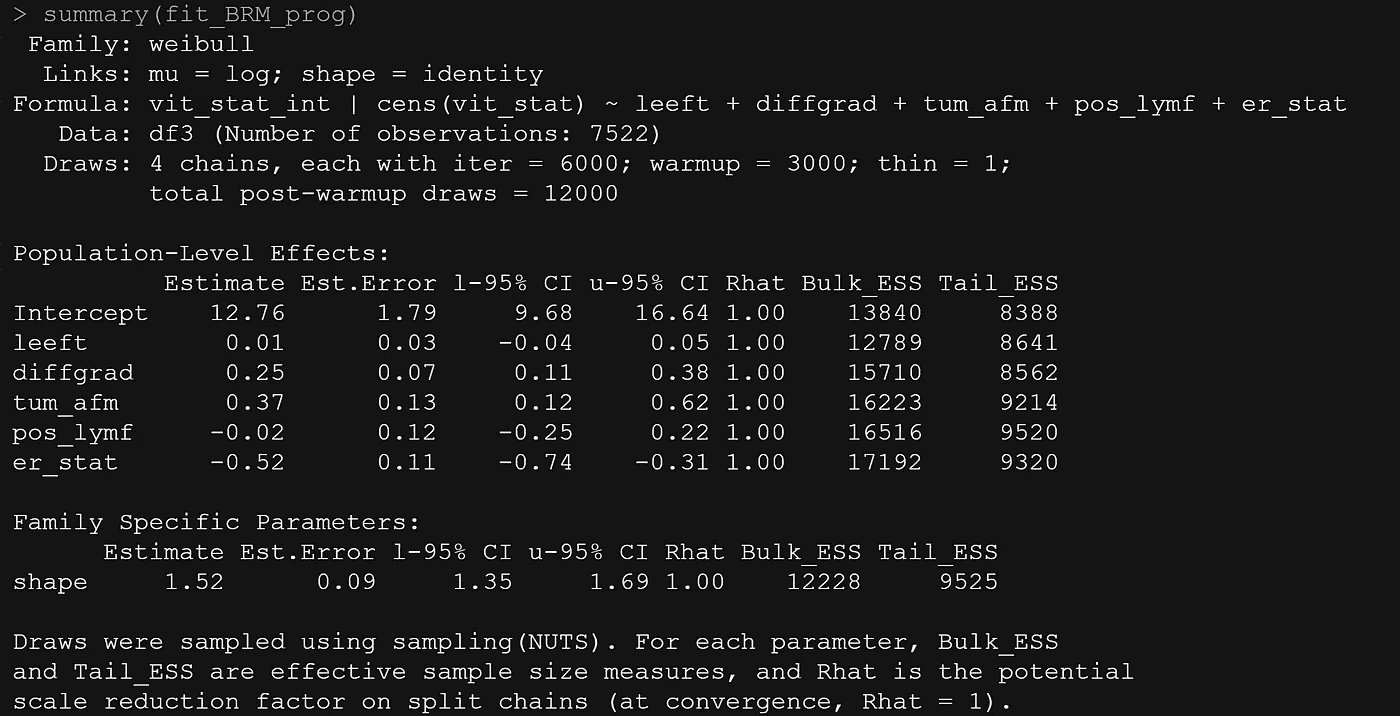 > summary(fit_BRM_prog)
 Family: weibull
  Links: mu = log; shape = identity
Formula: vit_stat_int | cens(vit_stat) ~ leeft + diffgrad + tum_afm + pos_lymf + er_stat
   Data: df3 (Number of observations: 7522)
  Draws: 4 chains, each with iter = 6000; warmup = 3000; thin = 1;
         total post-warmup draws = 12000

Population-Level Effects:
          Estimate Est.Error l-95% CI u-95% CI Rhat Bulk_ESS Tail_ESS
Intercept    12.76      1.79     9.68    16.64 1.00    13840     8388
leeft         0.01      0.03    -0.04     0.05 1.00    12789     8641
diffgrad      0.25      0.07     0.11     0.38 1.00    15710     8562
tum_afm       0.37      0.13     0.12     0.62 1.00    16223     9214
pos_lymf     -0.02      0.12    -0.25     0.22 1.00    16516     9520
er_stat      -0.52      0.11    -0.74    -0.31 1.00    17192     9320

Family Specific Parameters:
      Estimate Est.Error l-95% CI u-95% CI Rhat Bulk_ESS Tail_ESS
shape     1.52      0.09     1.35     1.69 1.00    12228     9525

Draws were sampled using sampling(NUTS). For each parameter, Bulk_ESS
and Tail_ESS are effective sample size measures, and Rhat is the potential
scale reduction factor on split chains (at convergence, Rhat = 1).